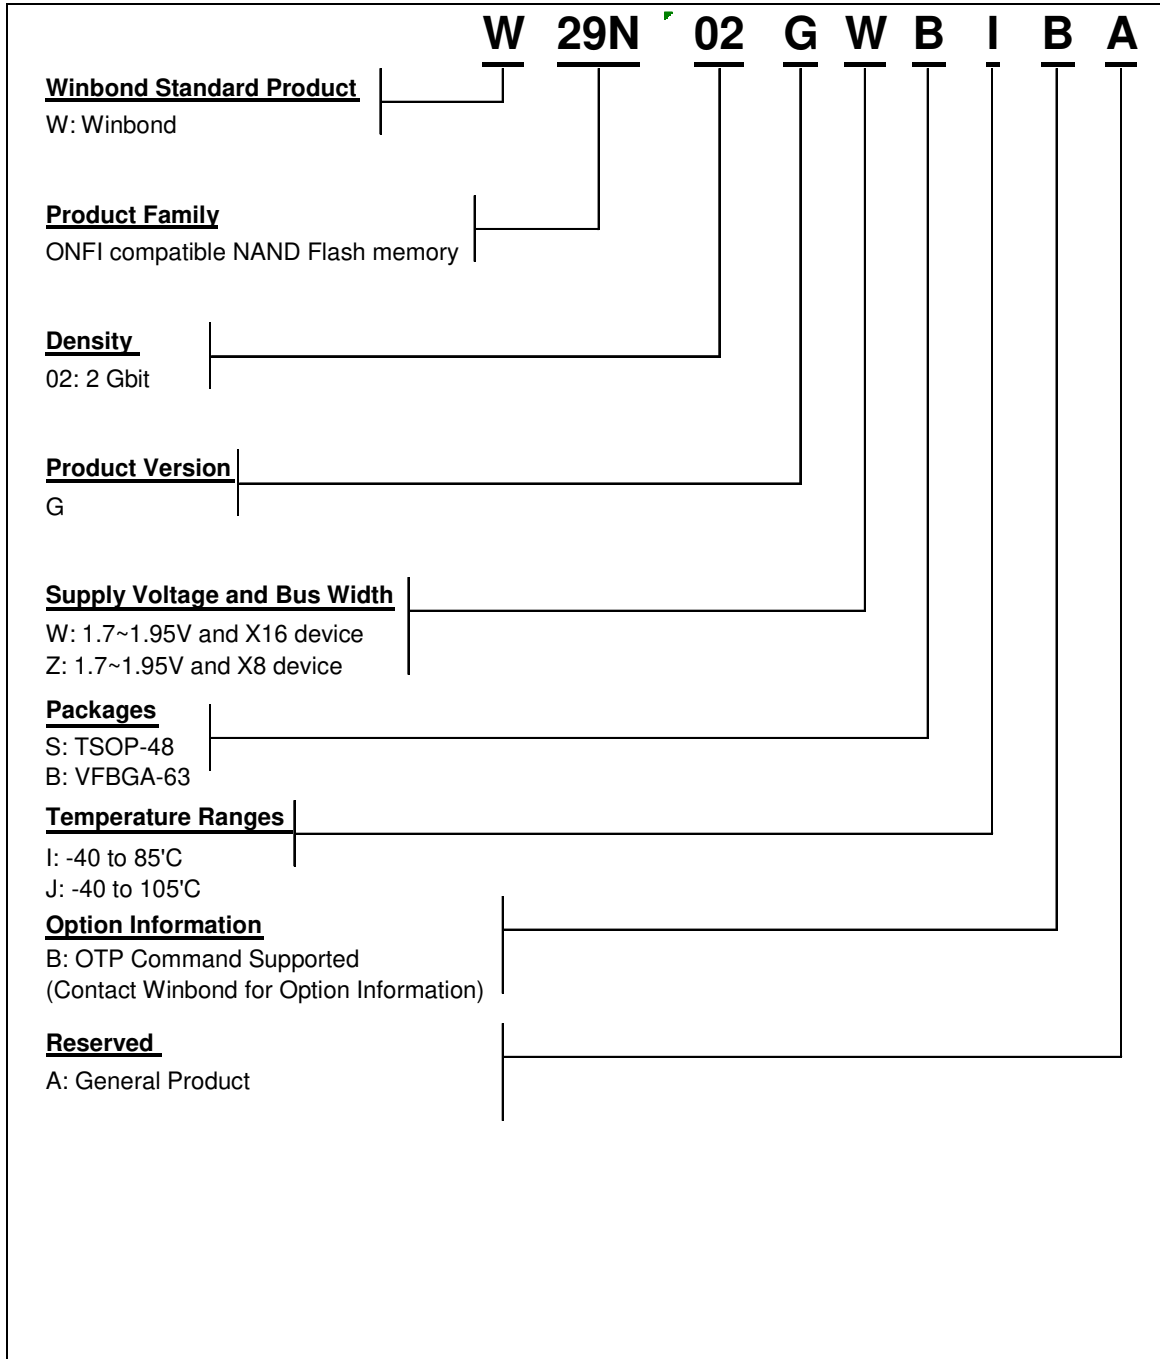 W 29N 02 G W B I B A
Winbond Standard Product
W: Winbond
Product Family
ONFI compatible NAND Flash memory
Density
02: 2 Gbit
Product Version
G
Supply Voltage and Bus Width
W: 1.7~1.95V and X16 device
Z: 1.7~1.95V and X8 device
Packages
S: TSOP-48
B: VFBGA-63
Temperature Ranges
I: -40 to 85'C
J: -40 to 105'C
Option Information
B: OTP Command Supported
(Contact Winbond for Option Information)
Reserved
A: General Product